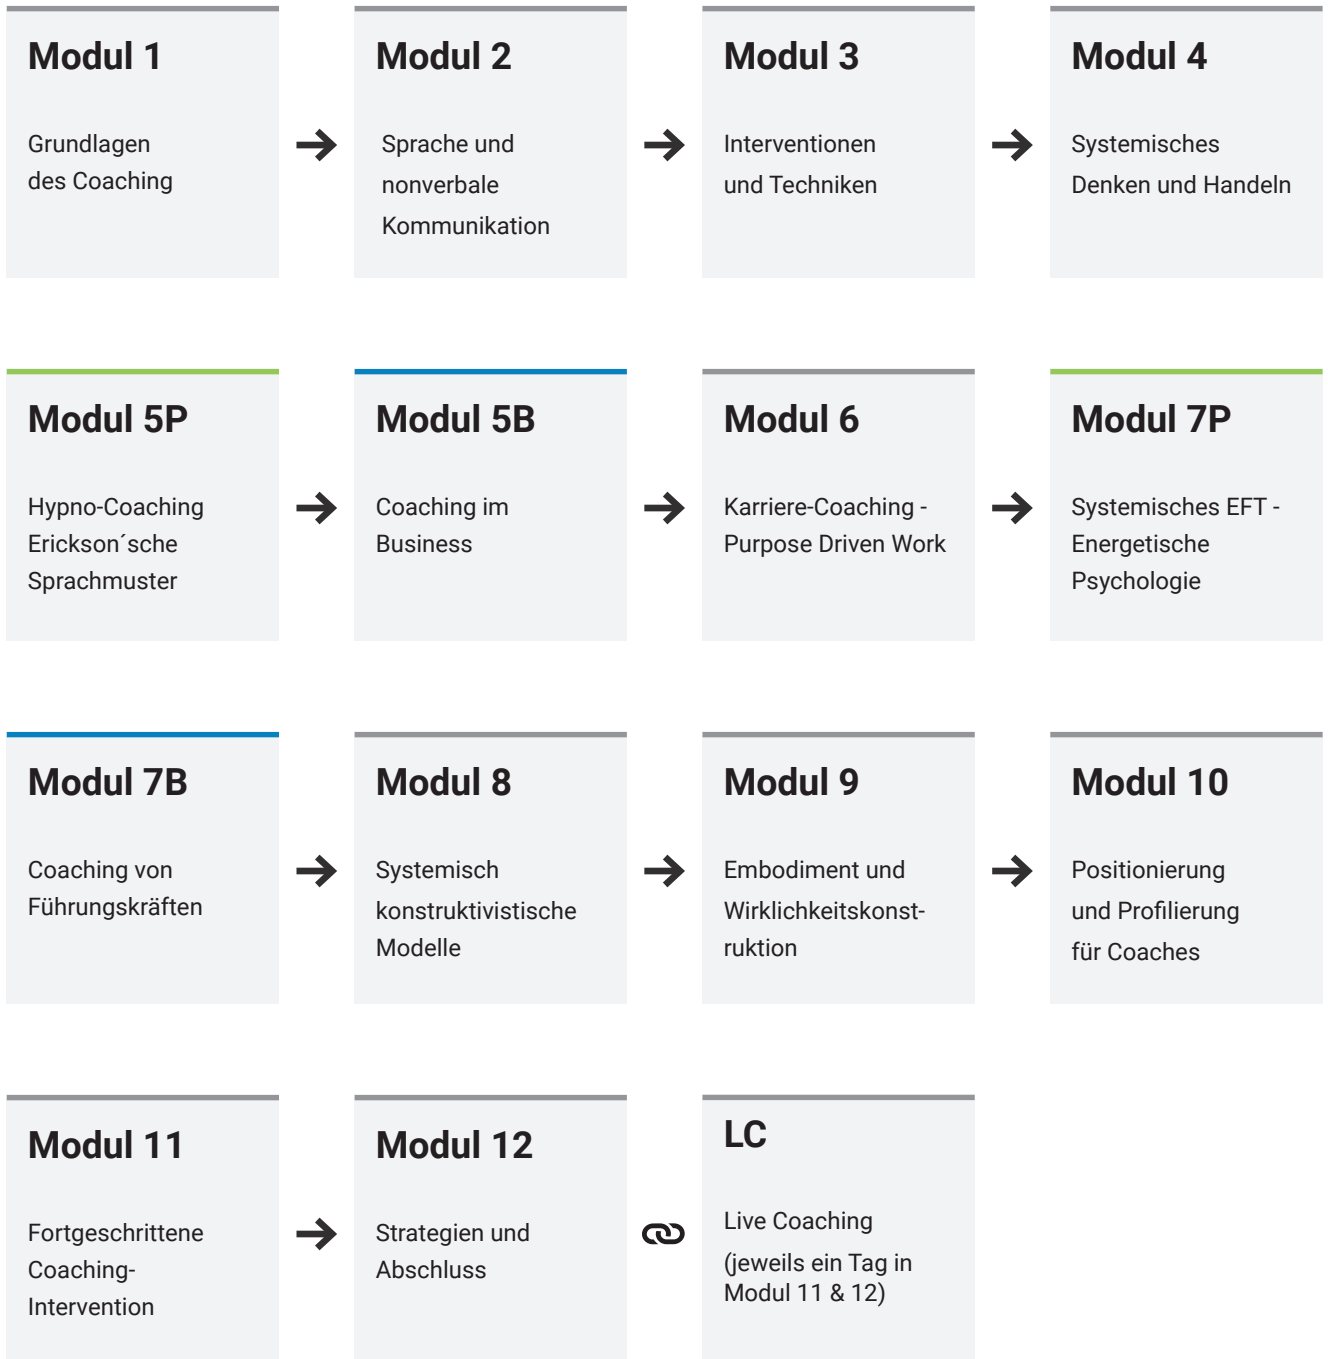 Modul 1
Grundlagen
des Coaching
Modul 2
Sprache und
nonverbale
Kommunikation
Modul 3
Interventionen
und Techniken
Modul 4
Systemisches
Denken und Handeln
Modul 5P
Hypno-Coaching
Erickson´sche
Sprachmuster
Modul 5B
Coaching im
Business
Modul 6
Karriere-Coaching -
Purpose Driven Work
Modul 7P
Systemisches EFT -
Energetische
Psychologie
Modul 7B
Coaching von
Führungskräften
Modul 8
Systemisch
konstruktivistische
Modelle
Modul 9
Embodiment und
Wirklichkeitskonst-
ruktion
Modul 10
Positionierung
und Profilierung
für Coaches
Modul 11
Fortgeschrittene
Coaching-
Intervention
Modul 12
Strategien und
Abschluss
LC
Live Coaching
(jeweils ein Tag in
Modul 11 & 12)